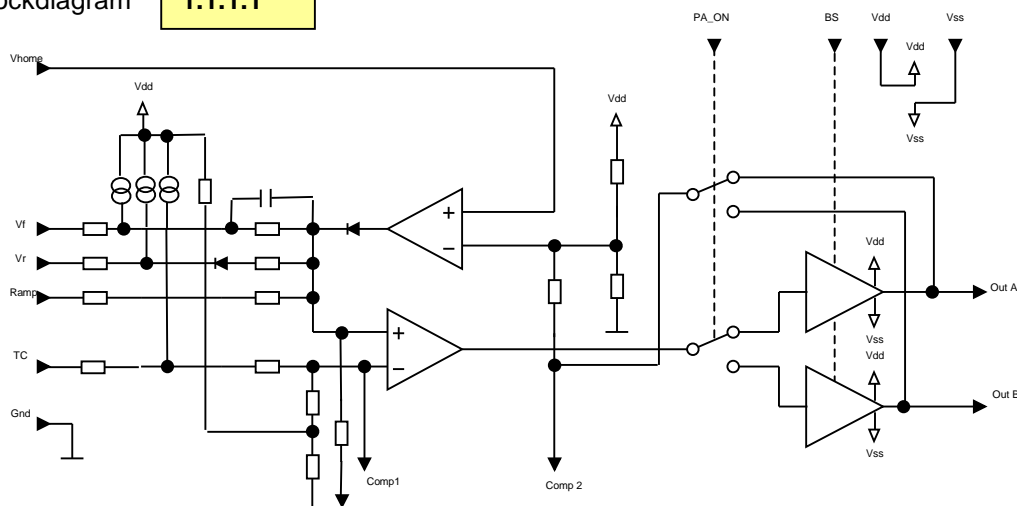 ockdiagram 1.1.1.1
PA_ON BS Vdd Vss
Vhome
Vdd
Vss
Vdd
Vdd
Vf
+
−
Vr
Vdd
Ramp
Out A
+
Vss
TC
−
Vdd
Gnd
Out B
Vss
Comp1
Comp 2